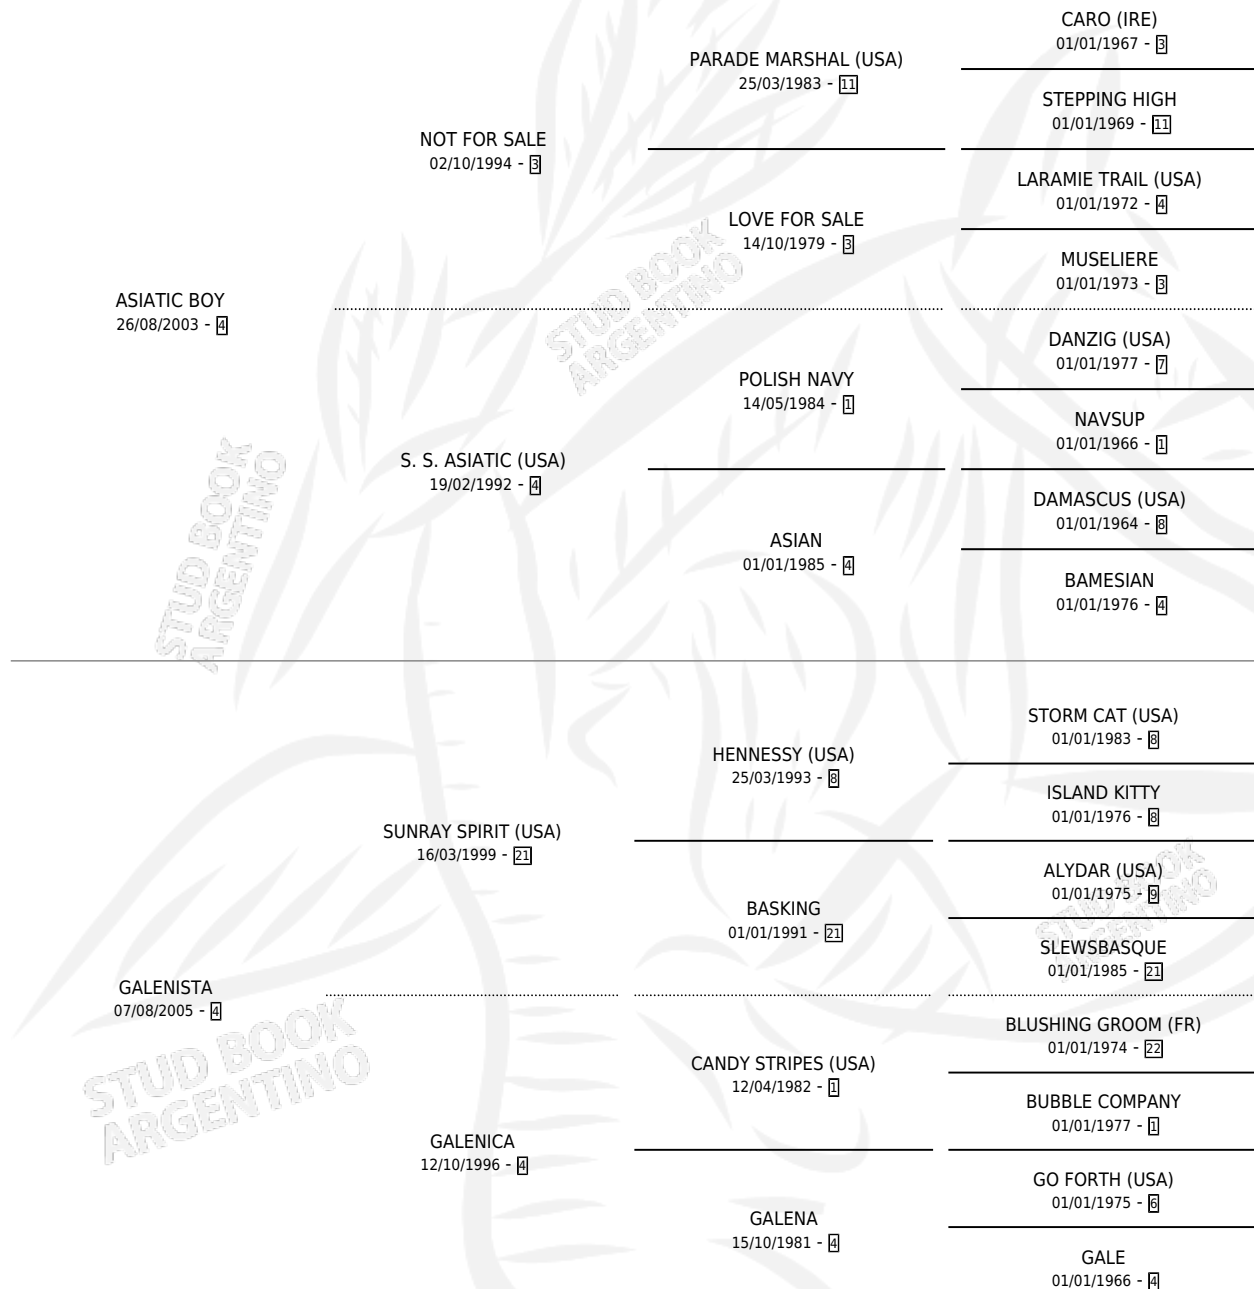 CARO (IRE)
01/01/1967 - 3
PARADE MARSHAL (USA)
25/03/1983 - 11
STEPPING HIGH
01/01/1969 - 11
NOT FOR SALE
02/10/1994 - 3
LARAMIE TRAIL (USA)
01/01/1972 - 4
LOVE FOR SALE
14/10/1979 - 3
MUSELIERE
01/01/1973 - 3
ASIATIC BOY
26/08/2003 - 4
DANZIG (USA)
01/01/1977 - 7
POLISH NAVY
14/05/1984 - 1
NAVSUP
01/01/1966 - 1
S. S. ASIATIC (USA)
19/02/1992 - 4
DAMASCUS (USA)
01/01/1964 - 8
ASIAN
01/01/1985 - 4
BAMESIAN
01/01/1976 - 4
STORM CAT (USA)
01/01/1983 - 8
HENNESSY (USA)
25/03/1993 - 8
ISLAND KITTY
01/01/1976 - 8
SUNRAY SPIRIT (USA)
16/03/1999 - 21
ALYDAR (USA)
01/01/1975 - 9
BASKING
01/01/1991 - 21
SLEWSBASQUE
01/01/1985 - 21
GALENISTA
07/08/2005 - 4
BLUSHING GROOM (FR)
01/01/1974 - 22
CANDY STRIPES (USA)
12/04/1982 - 1
BUBBLE COMPANY
01/01/1977 - 1
GALENICA
12/10/1996 - 4
GO FORTH (USA)
01/01/1975 - 6
GALENA
15/10/1981 - 4
GALE
01/01/1966 - 4
STUD BOOK
ARGENTINO
STUD BOOK
ARGENTINO
STUD BOOK
ARGENTINO
STUD BOOK
ARGENTINO